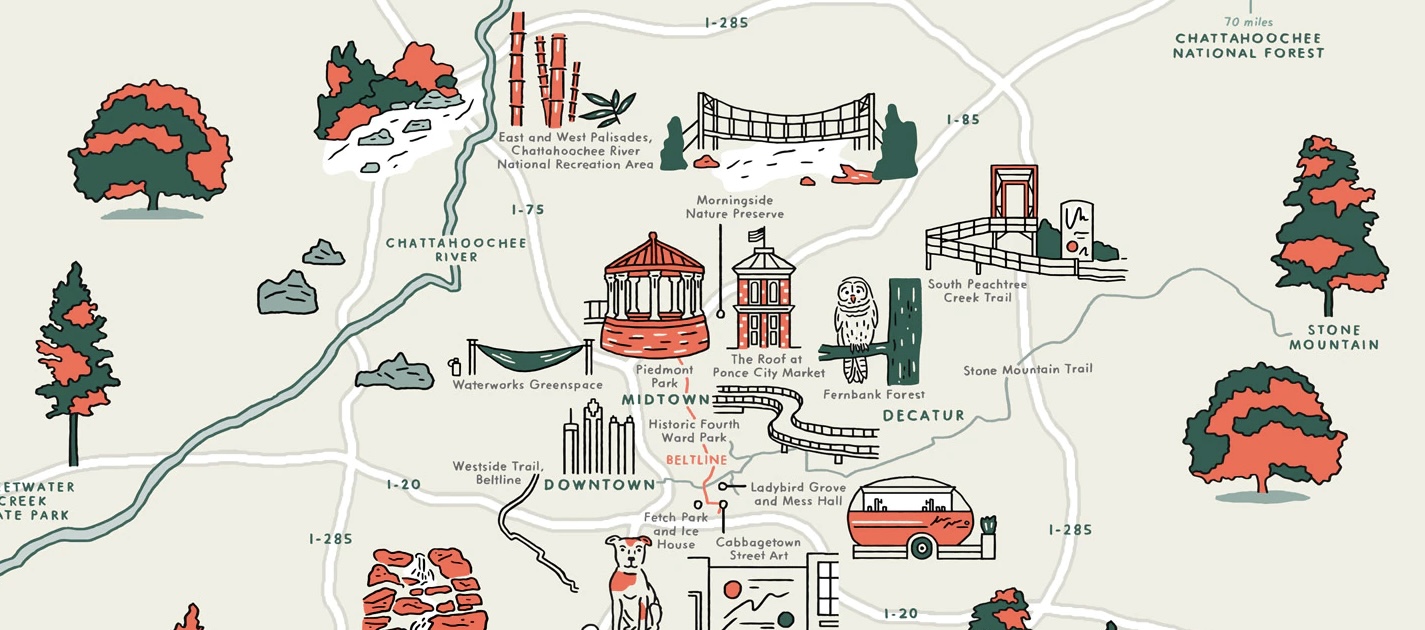 I-285
70 miles
CHATTAHOOCHEE
NATIONAL FOREST
East and West Palisades,
Chattahoochee River
National Recreation Area
I-85
I-75
Morningside
Nature Preserve
CHATTAHOOCHEE
RIVER
South Peachtree
Creek Trail
STONE
MOUNTAIN
Stone Mountain Trail
Waterworks Greenspace
Piedmont
Park
The Roof at
Ponce City Market
Fernbank Forest
MIDTOWN
DECATUR
Historic Fourth
Ward Park
BELTLINE
Westside Trail,
Beltline
DOWNTOWN
I-20
Ladybird Grove
and Mess Hall
ETWATER
CREEK
ATE PARK
Fetch Park
and Ice
House
Cabbagetown
Street Art
I-285
I-285
I-20